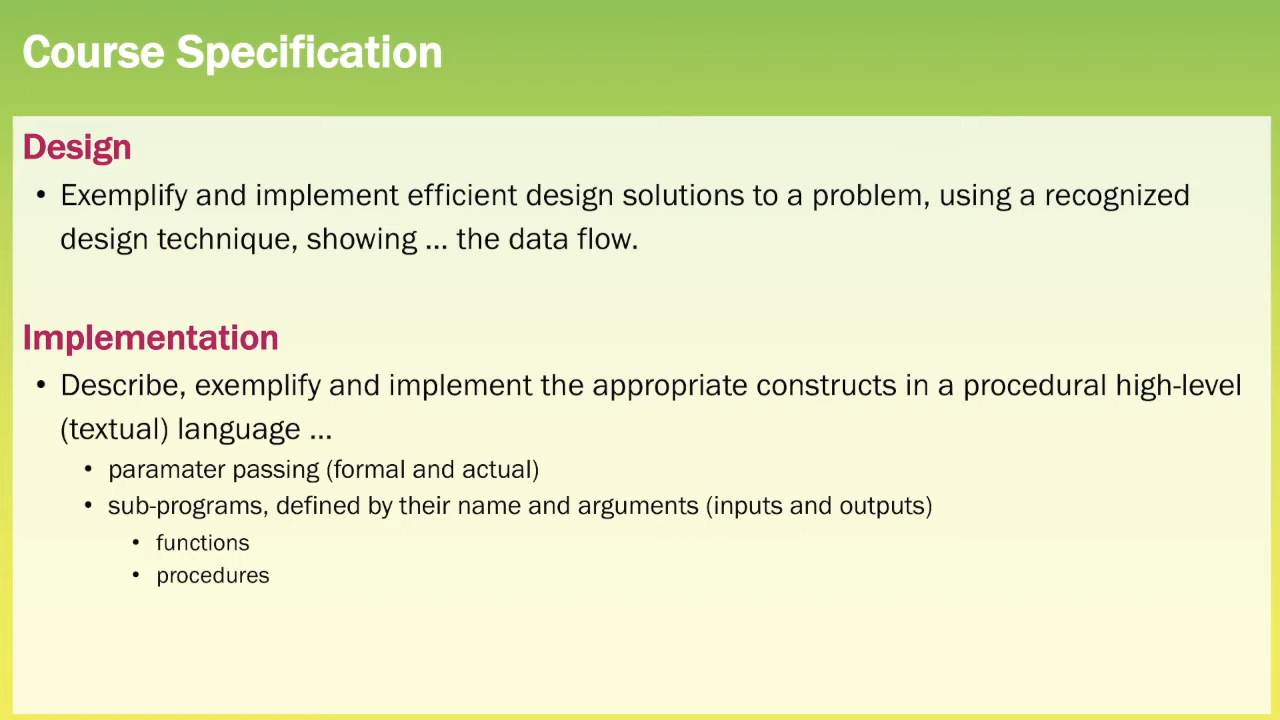 Course Specification
Design
• Exemplify and implement efficient design solutions to a problem, using a recognized
design technique, showing ... the data flow.
Implementation
• Describe, exemplify and implement the appropriate constructs in a procedural high-level
(textual) language ...
• paramater passing (formal and actual)
• sub-programs, defined by their name and arguments (inputs and outputs)
• functions
• procedures